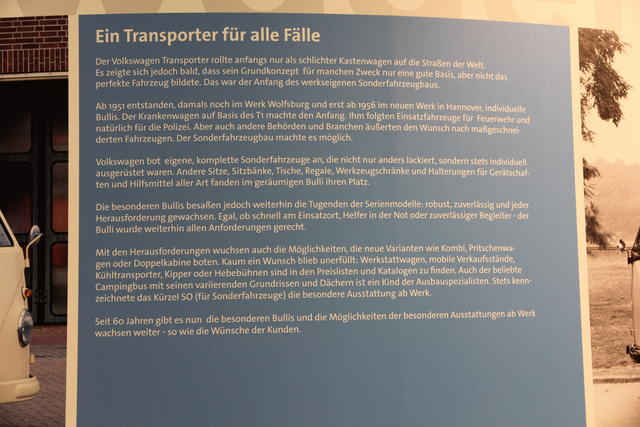 Ein Transporter für alle Fälle
Der Volkswagen Transporter rollte anfangs nur als schlichter Kastenwagen auf die Straßen der Welt.
Es zeigte sich jedoch bald, dass sein Grundkonzept für manchen Zweck nur eine gute Basis, aber nicht das
perfekte Fahrzeug bildete. Das war der Anfang des werkseigenen Sonderfahrzeugbaus.
Ab 1951 entstanden, damals noch im Werk Wolfsburg und erst ab 1956 im neuen Werk in Hannover, individuelle
Bullis. Der Krankenwagen auf Basis des T1 machte den Anfang. Ihm folgten Einsatzfahrzeuge für Feuerwehr und
natürlich für die Polizei. Aber auch andere Behörden und Branchen äußerten den Wunsch nach maßgeschnei-
derten Fahrzeugen. Der Sonderfahrzeugbau machte es möglich.
Volkswagen bot eigene, komplette Sonderfahrzeuge an, die nicht nur anders lackiert, sondern stets individuell
ausgerüstet waren. Andere Sitze, Sitzbänke, Tische, Regale, Werkzeugschränke und Halterungen für Gerätschaf-
ten und Hilfsmittel aller Art fanden im geräumigen Bulli ihren Platz.
Die besonderen Bullis besaßen jedoch weiterhin die Tugenden der Serienmodelle: robust, zuverlässig und jeder
Herausforderung gewachsen. Egal, ob schnell am Einsatzort, Helfer in der Not oder zuverlässiger Begleiter - der
Bulli wurde weiterhin allen Anforderungen gerecht.
Mit den Herausforderungen wuchsen auch die Möglichkeiten, die neue Varianten wie Kombi, Pritschenwa-
gen oder Doppelkabine boten. Kaum ein Wunsch blieb unerfüllt: Werkstattwagen, mobile Verkaufsstände,
Kühltransporter, Kipper oder Hebebühnen sind in den Preislisten und Katalogen zu finden. Auch der beliebte
Campingbus mit seinen variierenden Grundrissen und Dächern ist ein Kind der Ausbauspezialisten. Stets kenn-
zeichnete das Kürzel SO (für Sonderfahrzeuge) die besondere Ausstattung ab Werk.
Seit 60 Jahren gibt es nun die besonderen Bullis und die Möglichkeiten der besonderen Ausstattungen ab Werk
wachsen weiter - so wie die Wünsche der Kunden.